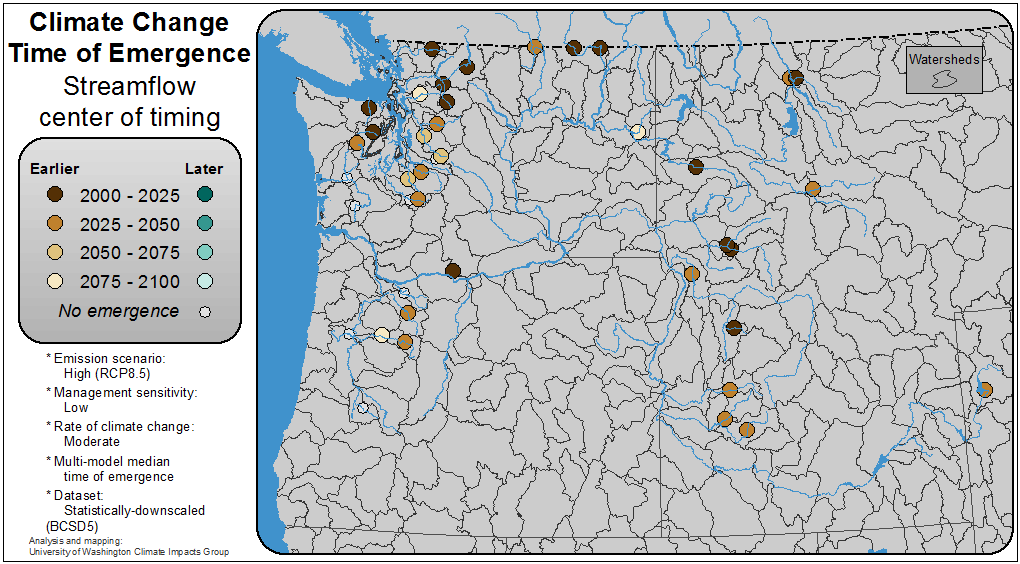 Climate Change
Time of Emergence
Streamflow
center of timing
Earlier Later
2000 - 2025
2025 - 2050
2050 - 2075
2075 - 2100
No emergence
* Emission scenario:
High (RCP8.5)
* Management sensitivity:
Low
* Rate of climate change:
Moderate
* Multi-model median
time of emergence
* Dataset:
Statistically-downscaled
(BCSD5)
Analysis and mapping:
University of Washington Climate Impacts Group
Watersheds